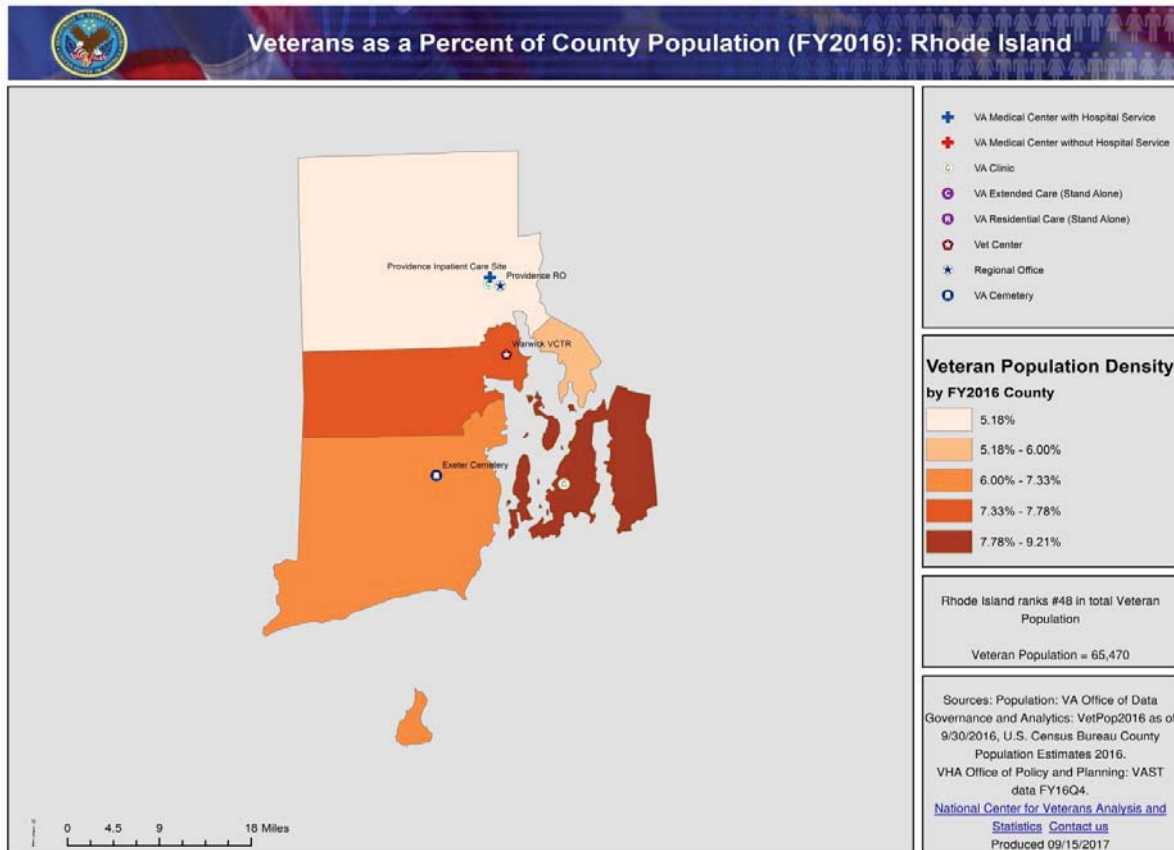 Veterans as a Percent of County Population (FY2016): Rhode Island
Providence Inpatient Care Site
Providence RO
Warwick VCTR
Exeter Cemetery
0 4.5 9 18 Miles
VA Medical Center with Hospital Service
VA Medical Center without Hospital Service
C VA Clinic
C VA Extended Care (Stand Alone)
R VA Residential Care (Stand Alone)
Vet Center
Regional Office
VA Cemetery
Veteran Population Density
by FY2016 County
5.18%
5.18% - 6.00%
6.00% - 7.33%
7.33% - 7.78%
7.78% - 9.21%
Rhode Island ranks #48 in total Veteran
Population
Veteran Population = 65,470
Sources: Population: VA Office of Data
Governance and Analytics: VetPop2016 as of
9/30/2016, U.S. Census Bureau County
Population Estimates 2016.
VHA Office of Policy and Planning: VAST
data FY16Q4.
National Center for Veterans Analysis and
Statistics Contact us
Produced 09/15/2017